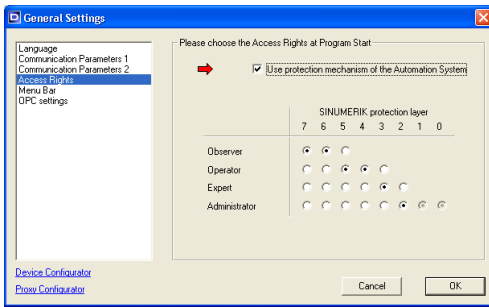 General Settings
Language
Communication Parameters 1
Communication Parameters 2
Access Rights
Menu Bar
OPC settings
Please choose the Access Rights at Program Start
Use protection mechanism of the Automation System
SINUMERIK protection layer
7 6 5 4 3 2 1 0
Observer
Operator
Expert
Administrator
Device Configurator
Proxy Configurator
Cancel
OK